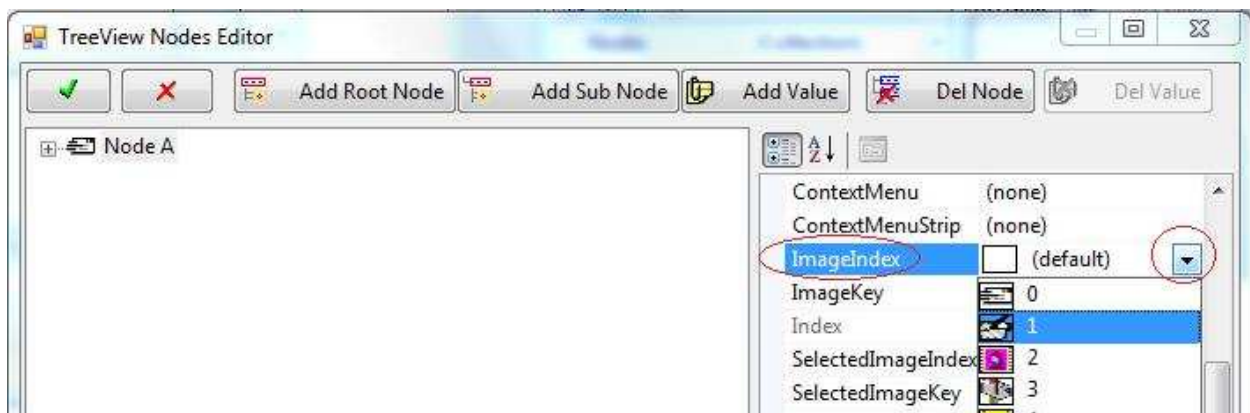 TreeView Nodes Editor
Add Root Node Add Sub Node Add Value Del Node Del Value
Node A
ContextMenu (none)
ContextMenuStrip (none)
ImageIndex (default)
ImageKey 0
Index 1
SelectedImageIndex 2
SelectedImageKey 3